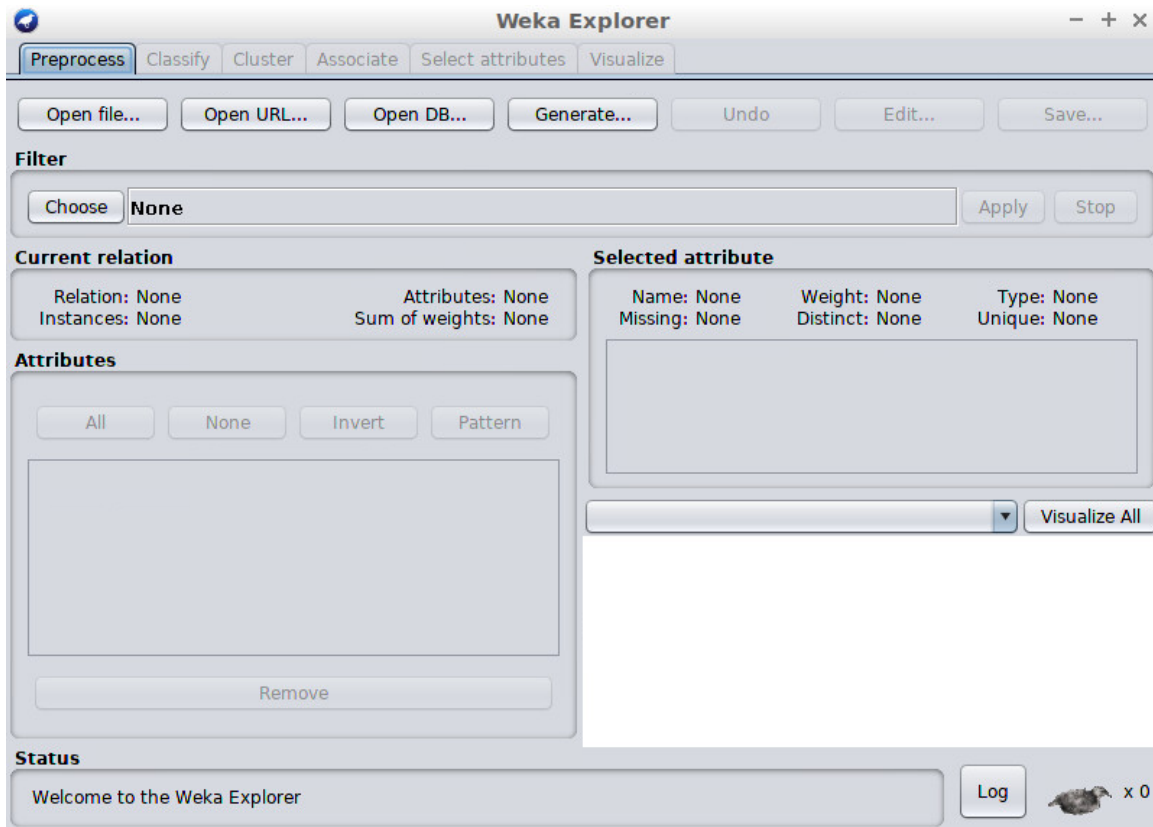 Weka Explorer
Preprocess Classify Cluster Associate Select attributes Visualize
Open file... Open URL... Open DB... Generate... Undo Edit... Save...
Filter
Choose None Apply Stop
Current relation
Relation: None Attributes: None
Instances: None Sum of weights: None
Selected attribute
Name: None Weight: None Type: None
Missing: None Distinct: None Unique: None
Attributes
All None Invert Pattern
Remove
Visualize All
Status
Welcome to the Weka Explorer
Log x 0